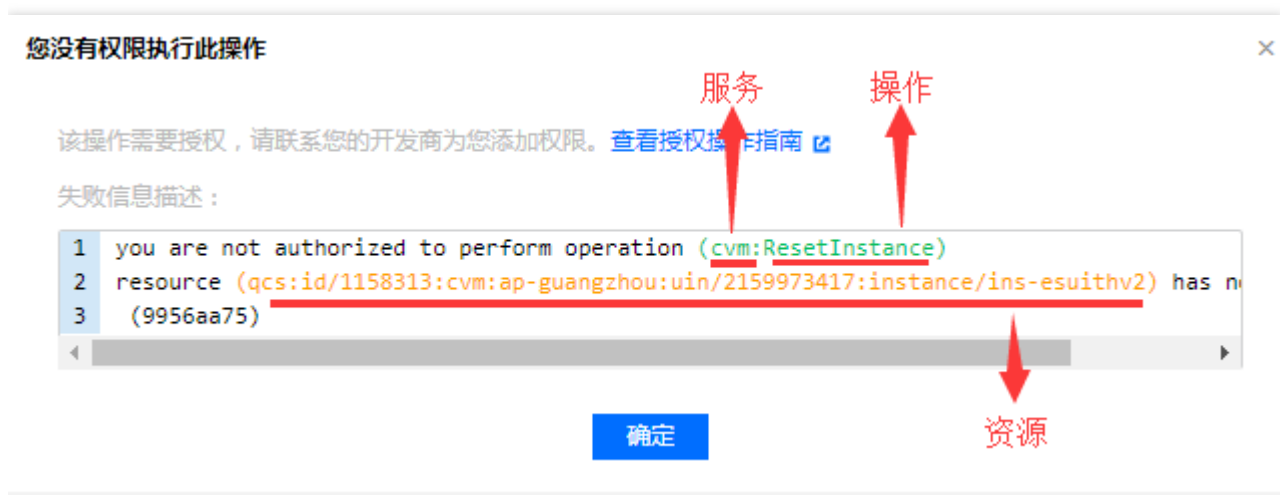 您没有权限执行此操作
服务 操作
该操作需要授权，请联系您的开发商为您添加权限。查看授权操作指南
失败信息描述：
1 you are not authorized to perform operation (cvm:ResetInstance)
2 resource (qcs:id/1158313:cvm:ap-guangzhou:uin/2159973417:instance/ins-esuithv2) has n
3 (9956aa75)
确定
资源